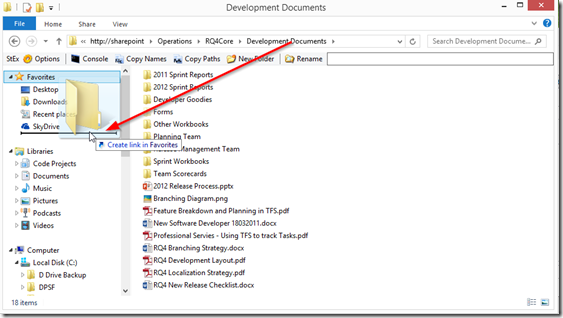 Development Documents
File
Home
Share
View
http://sharepoint
Operations
RQ4Core
Development Documents
Search Development Docume...
StEx
Options
Console
Copy Names
Copy Paths
New Folder
Rename
Favorites
Desktop
Downloads
Recent places
SkyDrive
Create link in Favorites
Libraries
Code Projects
Documents
Music
Pictures
Podcasts
Videos
Computer
Local Disk (C:)
D Drive Backup
DPSF
2011 Sprint Reports
2012 Sprint Reports
Developer Goodies
Forms
Other Workbooks
Planning Team
Release Management Team
Sprint Workbooks
Team Scorecards
2012 Release Process.pptx
Branching Diagram.png
Feature Breakdown and Planning in TFS.pdf
New Software Developer 18032011.docx
Professional Servies - Using TFS to track Tasks.pdf
RQ4 Branching Strategy.docx
RQ4 Development Layout.pdf
RQ4 Localization Strategy.pdf
RQ4 New Release Checklist.docx
18 items